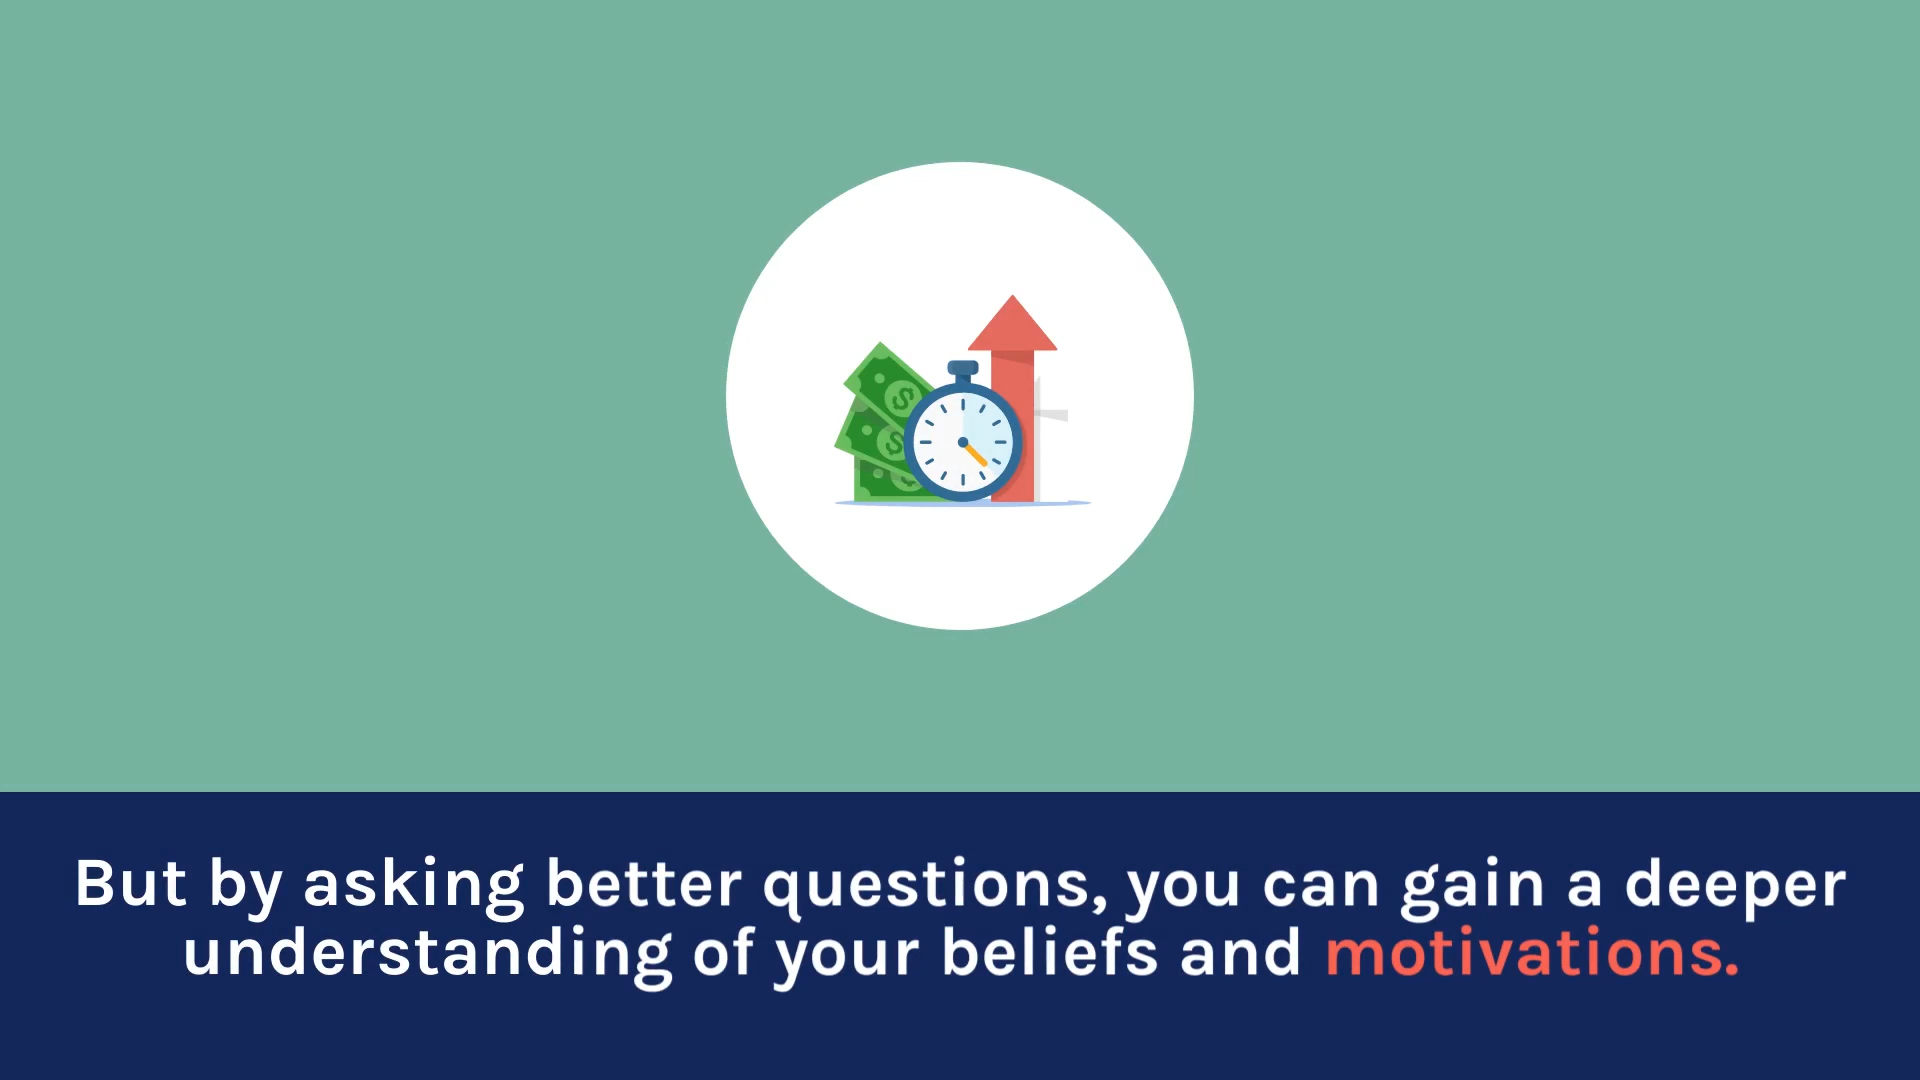 But by asking better questions, you can gain a deeper
understanding of your beliefs and motivations.